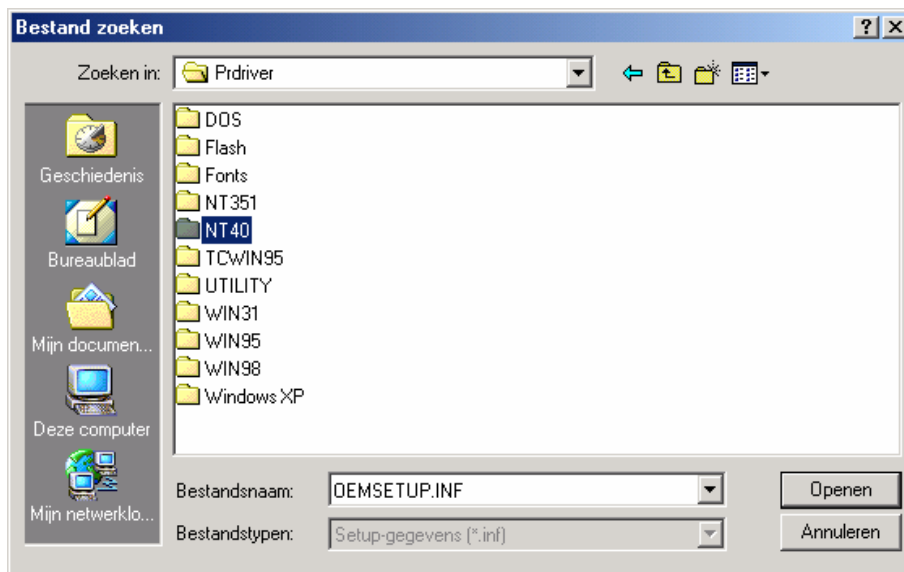 Bestand zoeken
Zoeken in: Prdriver
Geschiedenis
Bureaublad
Mijn documen...
Deze computer
Mijn netwerklo...
DOS
Flash
Fonts
NT351
NT40
TCWIN95
UTILITY
WIN31
WIN95
WIN98
Windows XP
Bestandsnaam: OEMSETUP.INF Openen
Bestandstypen: Setup-gegevens (*.inf) Annuleren